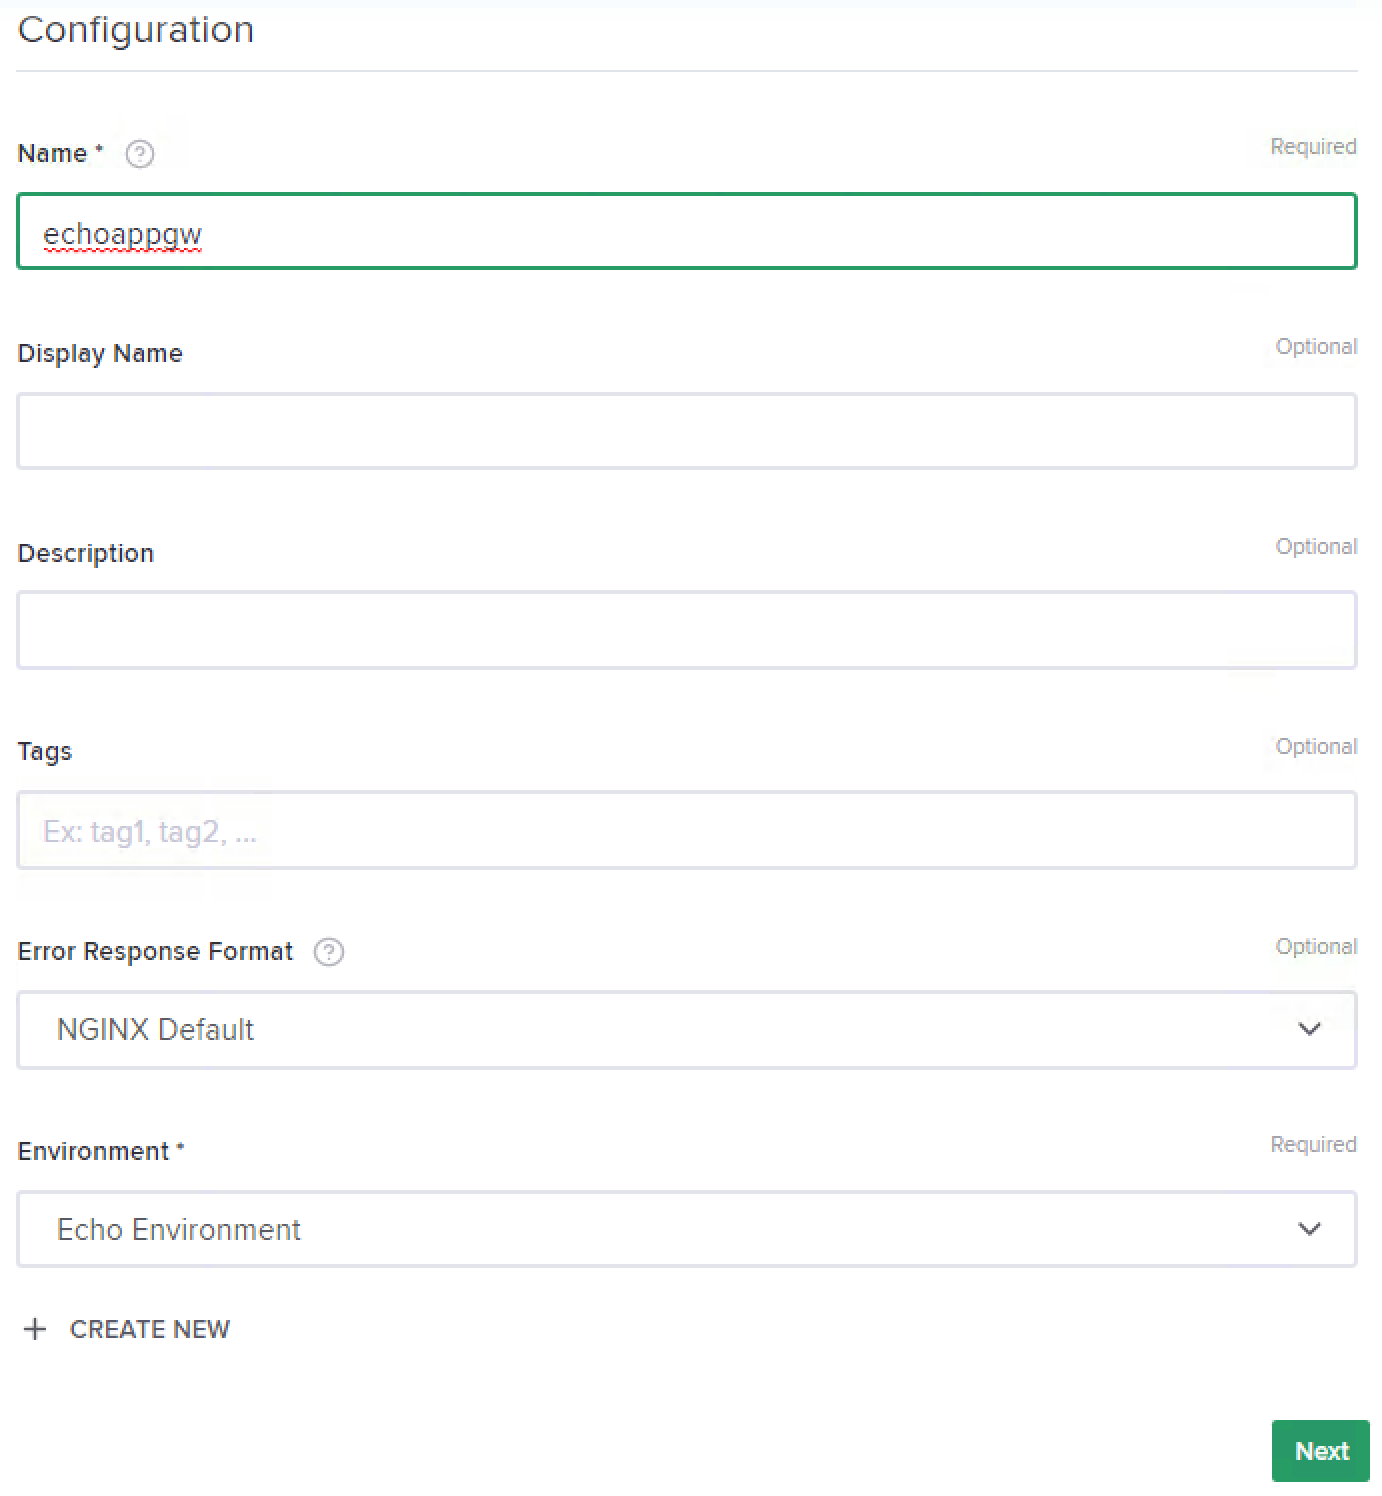 Configuration
Name *
Required
echoappgw
Display Name
Optional
Description
Optional
Tags
Optional
Ex: tag1, tag2, ...
Error Response Format
Optional
NGINX Default
Environment *
Required
Echo Environment
+ CREATE NEW
Next